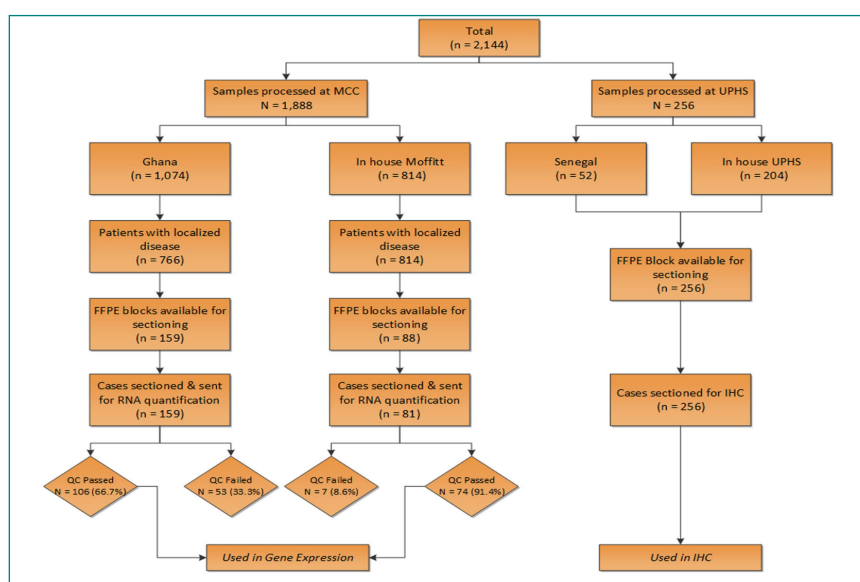 Total
(n = 2,144)
Samples processed at MCC
N = 1,888
Samples processed at UPHS
N = 256
Ghana
(n = 1,074)
In house Moffitt
(n = 814)
Senegal
(n = 52)
In house UPHS
(n = 204)
Patients with localized
disease
(n = 766)
Patients with localized
disease
(n = 814)
FFPE Block available for
sectioning
(n = 256)
FFPE blocks available for
sectioning
(n = 159)
FFPE blocks available for
sectioning
(n = 88)
Cases sectioned & sent
for RNA quantification
(n = 159)
Cases sectioned & sent
for RNA quantification
(n = 81)
Cases sectioned for IHC
(n = 256)
QC Passed
N = 106 (66.7%)
QC Failed
N = 53 (33.3%)
QC Failed
N = 7 (8.6%)
QC Passed
N = 74 (91.4%)
Used in Gene Expression
Used in IHC